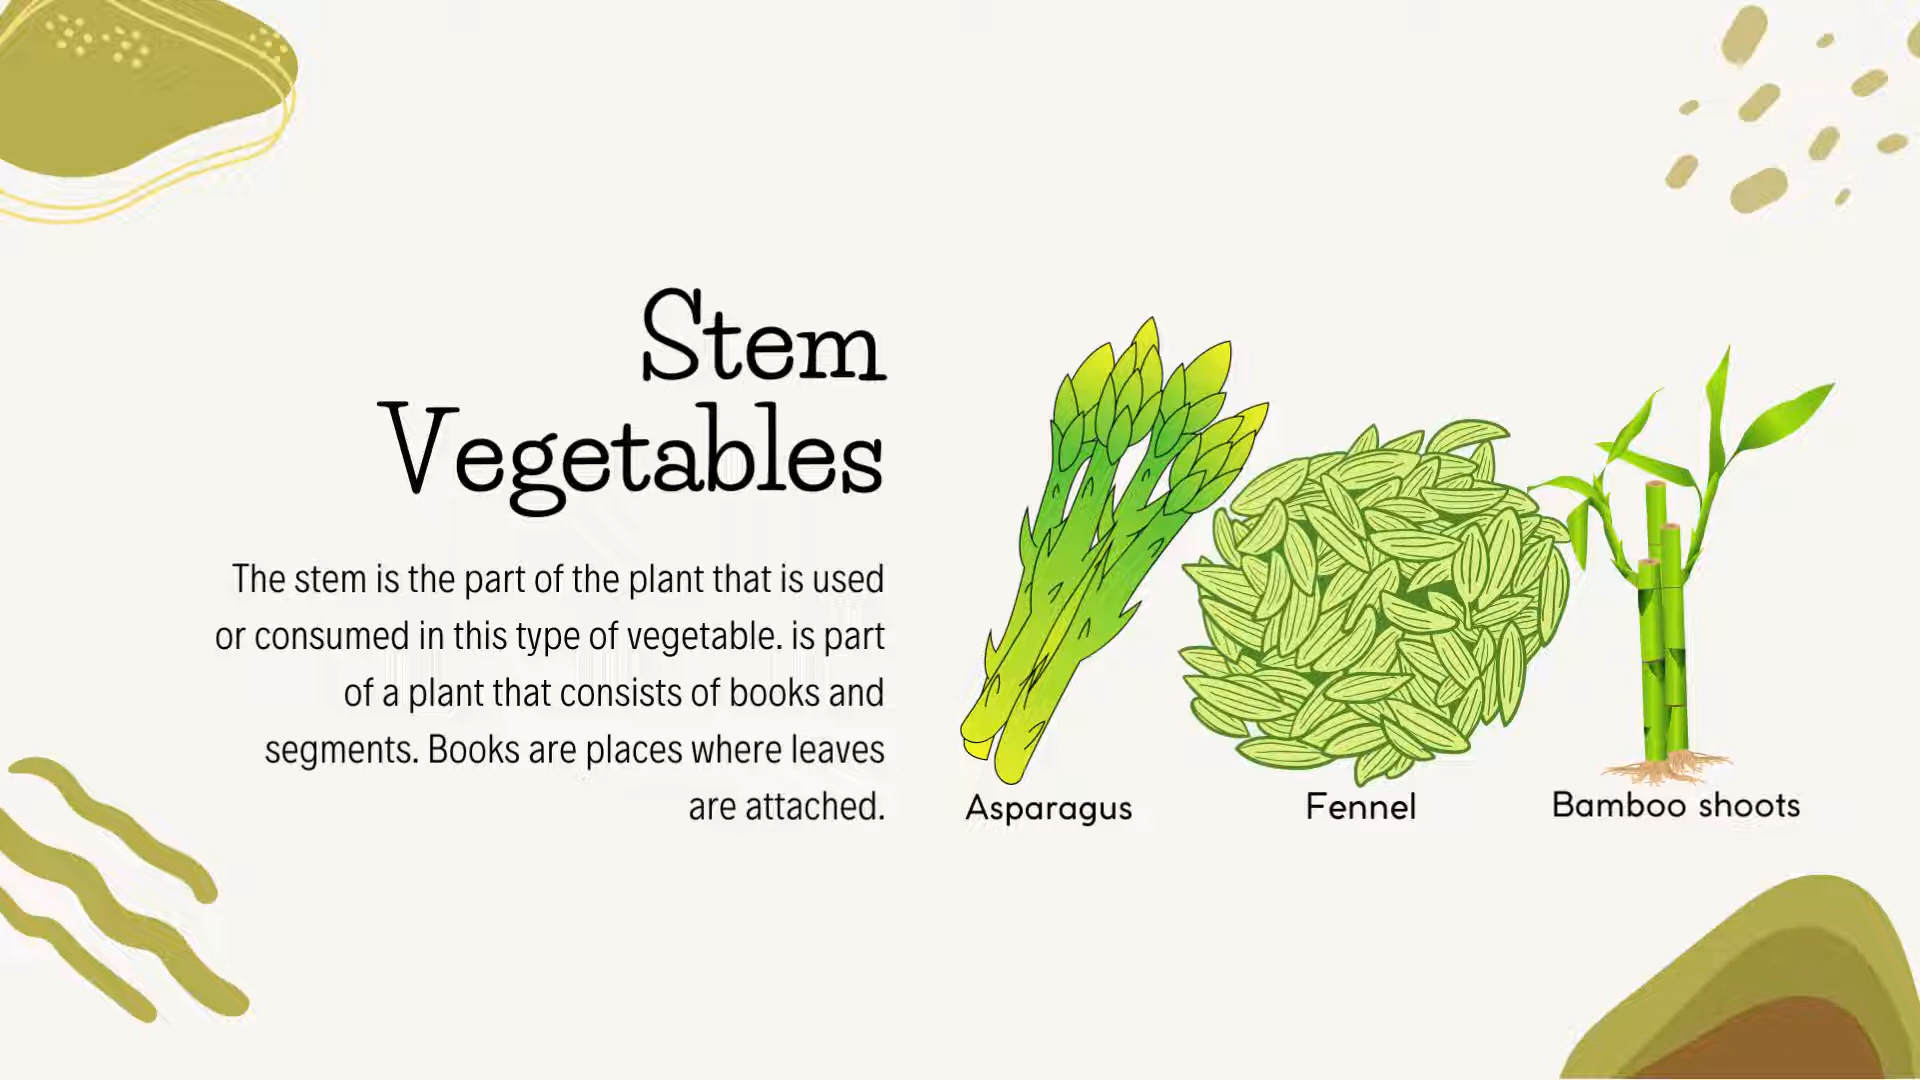 Stem
Vegetables
The stem is the part of the plant that is used
or consumed in this type of vegetable. is part
of a plant that consists of books and
segments. Books are places where leaves
are attached.
Asparagus
Fennel
Bamboo shoots